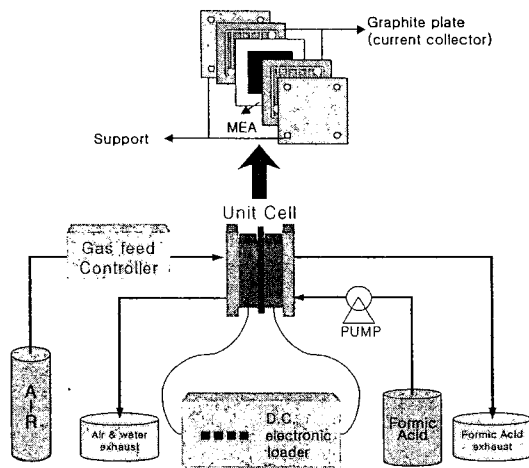 Graphite plate
(current collector)
MEA
Support
Unit Cell
Gas feed
Controller
PUMP
AIR
Air & water
exhaust
D.C.
electronic
loader
Formic
Acid
Formic Acid
exhaust